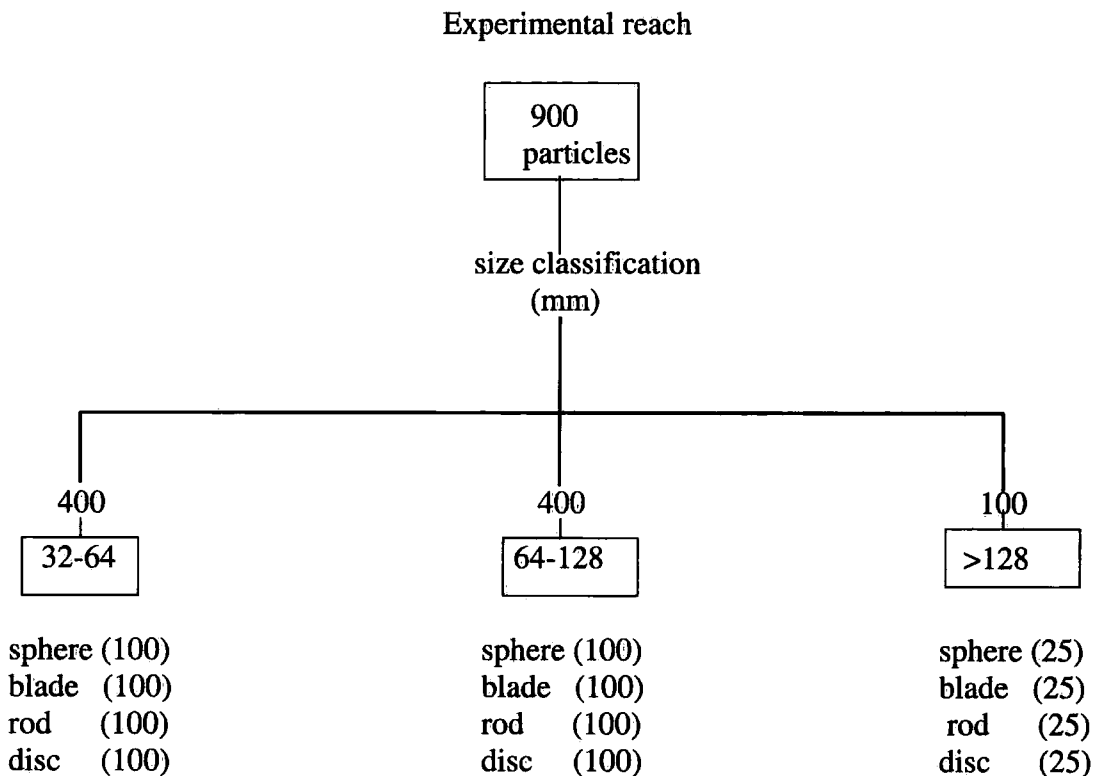 Experimental reach
900
particles
size classification
(mm)
400
400
100
32-64
64-128
>128
sphere (100)
blade (100)
rod (100)
disc (100)
sphere (100)
blade (100)
rod (100)
disc (100)
sphere (25)
blade (25)
rod (25)
disc (25)